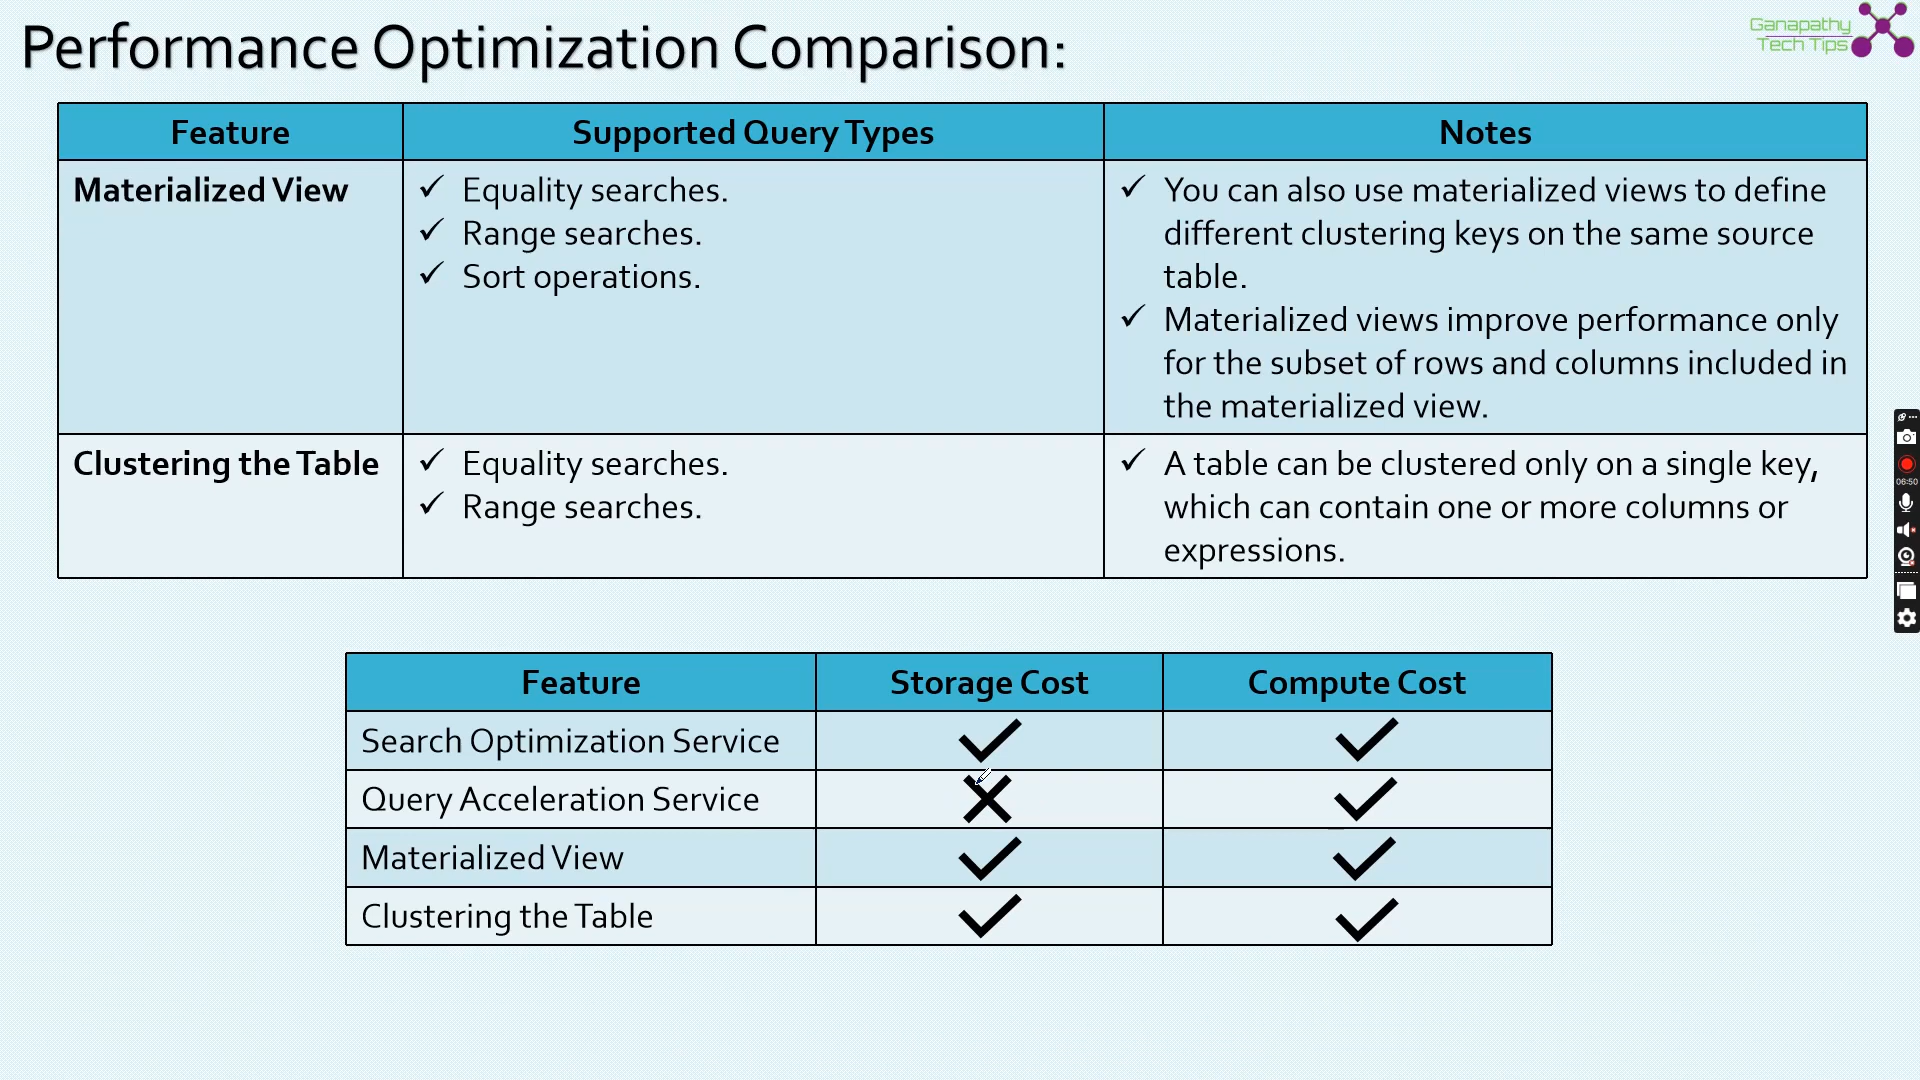 Performance Optimization Comparison:
Ganapathy
Tech Tips
Feature
Supported Query Types
Notes
Materialized View
✓ Equality searches.
✓ Range searches.
✓ Sort operations.
✓ You can also use materialized views to define
different clustering keys on the same source
table.
✓ Materialized views improve performance only
for the subset of rows and columns included in
the materialized view.
Clustering the Table
✓ Equality searches.
✓ Range searches.
✓ A table can be clustered only on a single key,
which can contain one or more columns or
expressions.
06:50
Feature
Storage Cost
Compute Cost
Search Optimization Service
Query Acceleration Service
Materialized View
Clustering the Table